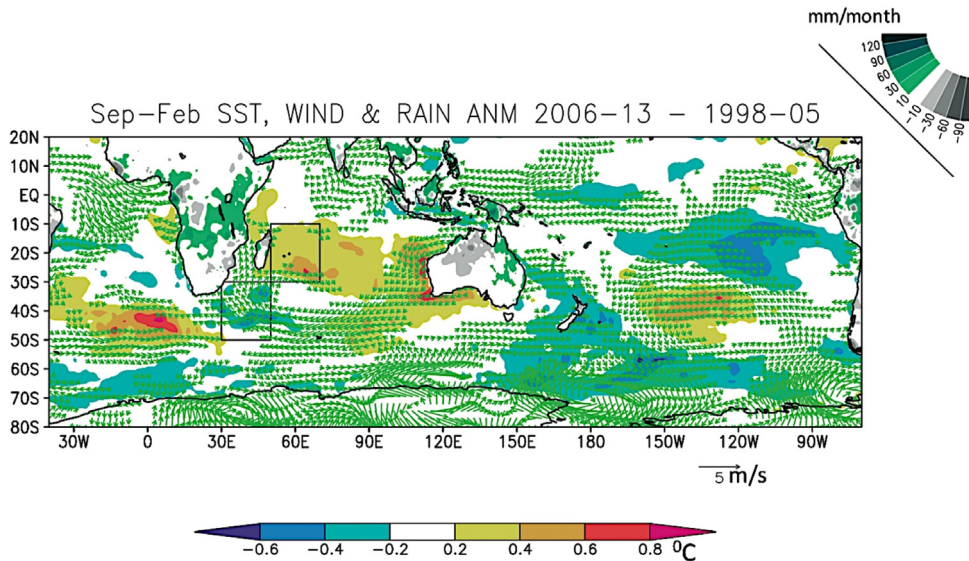 mm/month
120
90
60
30
10
-10
-30
-60
-90
Sep-Feb SST, WIND & RAIN ANM 2006-13 - 1998-05
20N
10N
EQ
10S
20S
30S
40S
50S
60S
70S
80S
30W 0 30E 60E 90E 120E 150E 180 150W 120W 90W
5 m/s
-0.6 -0.4 -0.2 0.2 0.4 0.6 0.8 ⁰C